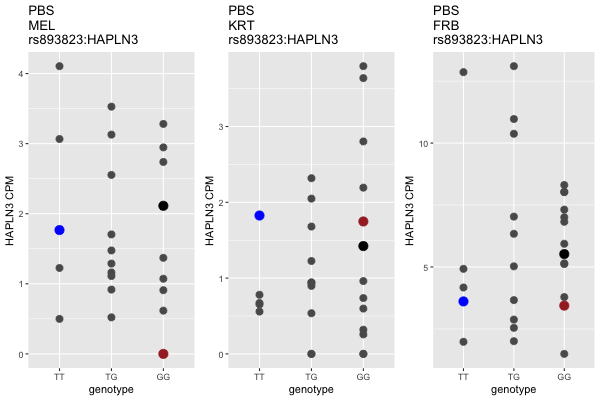 PBS
MEL
rs893823:HAPLN3
HAPLN3 CPM
4
3
2
1
0
TT
TG
GG
genotype
PBS
KRT
rs893823:HAPLN3
HAPLN3 CPM
3
2
1
0
TT
TG
GG
genotype
PBS
FRB
rs893823:HAPLN3
HAPLN3 CPM
10
5
TT
TG
GG
genotype